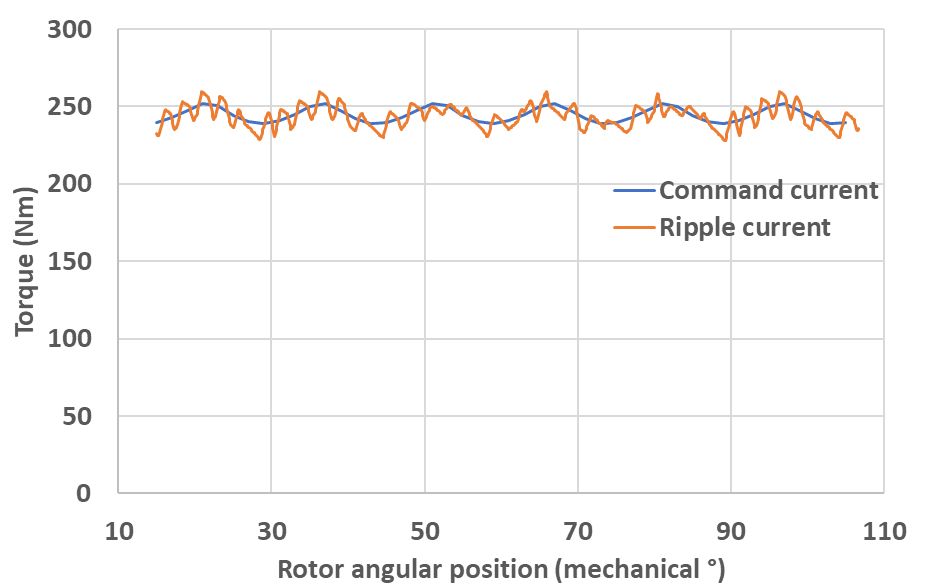 300
250
200
150
100
50
0
Torque (Nm)
Command current
Ripple current
10 30 50 70 90 110
Rotor angular position (mechanical °)